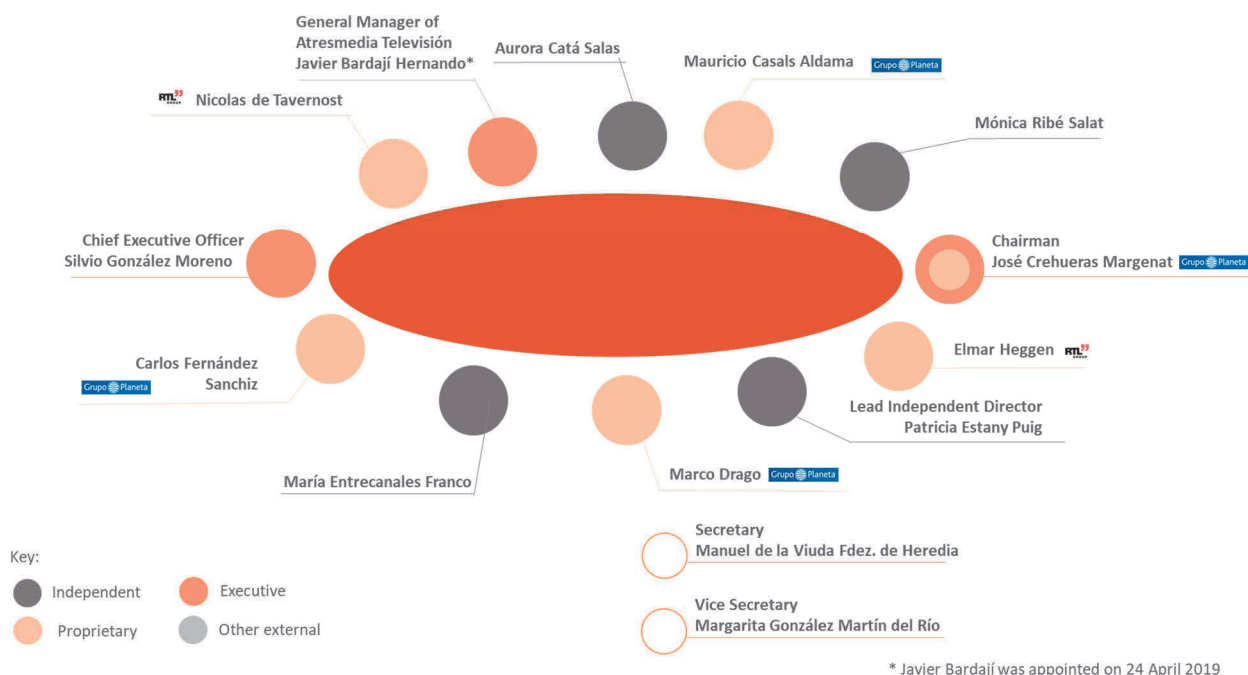 General Manager of
Atresmedia Televisión
Javier Bardají Hernando*
Aurora Catá Salas
Mauricio Casals Aldama
Grupo Planeta
RTL GROUP
Nicolas de Tavernost
Mónica Ribé Salat
Chief Executive Officer
Silvio González Moreno
Chairman
José Crehueras Margenat
Grupo Planeta
Carlos Fernández
Sanchiz
Grupo Planeta
Elmar Heggen
RTL GROUP
Lead Independent Director
Patricia Estany Puig
María Entrecanales Franco
Marco Drago
Grupo Planeta
Secretary
Manuel de la Viuda Fdez. de Heredia
Vice Secretary
Margarita González Martín del Río
Key:
Independent
Executive
Proprietary
Other external
* Javier Bardají was appointed on 24 April 2019